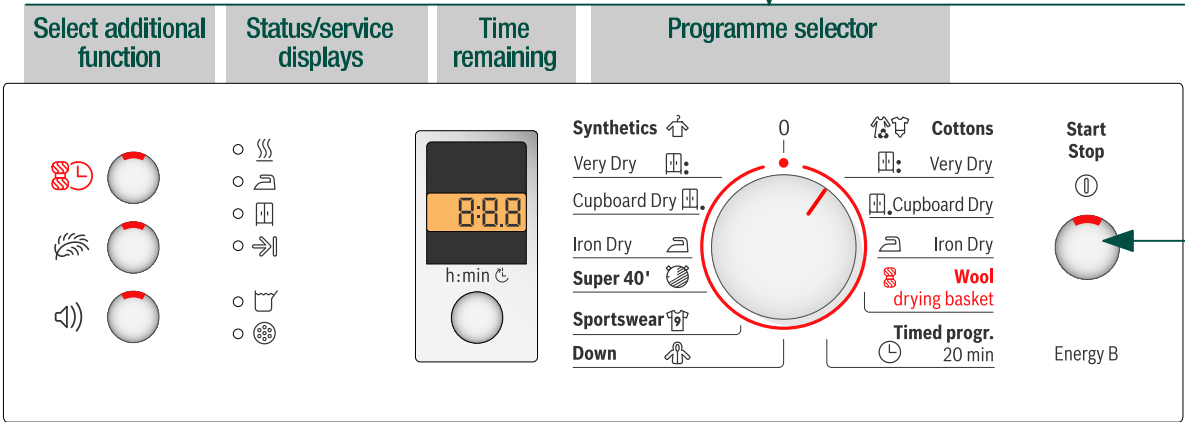 Select additional
function
Status/service
displays
Time
remaining
Programme selector
8:8.8
h:min
Synthetics
Very Dry
Cupboard Dry
Iron Dry
Super 40'
Sportswear
Down
0
Cottons
Very Dry
Cupboard Dry
Iron Dry
Wool
drying basket
Timed progr.
20 min
Start
Stop
Energy B